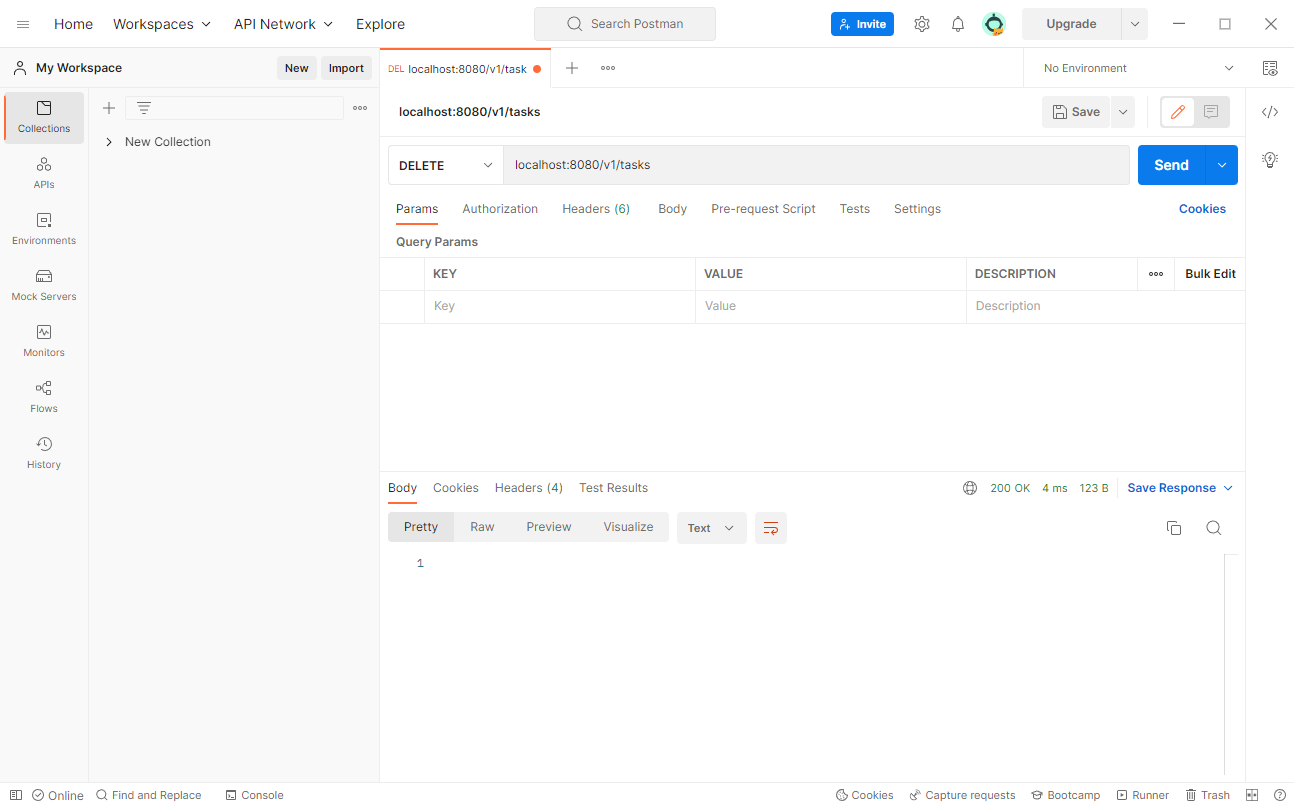 Home Workspaces API Network Explore Search Postman Invite Upgrade
My Workspace New Import DEL localhost:8080/v1/task No Environment
Collections
APIs
Environments
Mock Servers
Monitors
Flows
History
New Collection
localhost:8080/v1/tasks Save
DELETE localhost:8080/v1/tasks Send
Params Authorization Headers (6) Body Pre-request Script Tests Settings Cookies
Query Params
KEY VALUE DESCRIPTION Bulk Edit
Key Value Description
Body Cookies Headers (4) Test Results 200 OK 4 ms 123 B Save Response
Pretty Raw Preview Visualize Text
1
Online Find and Replace Console Cookies Capture requests Bootcamp Runner Trash